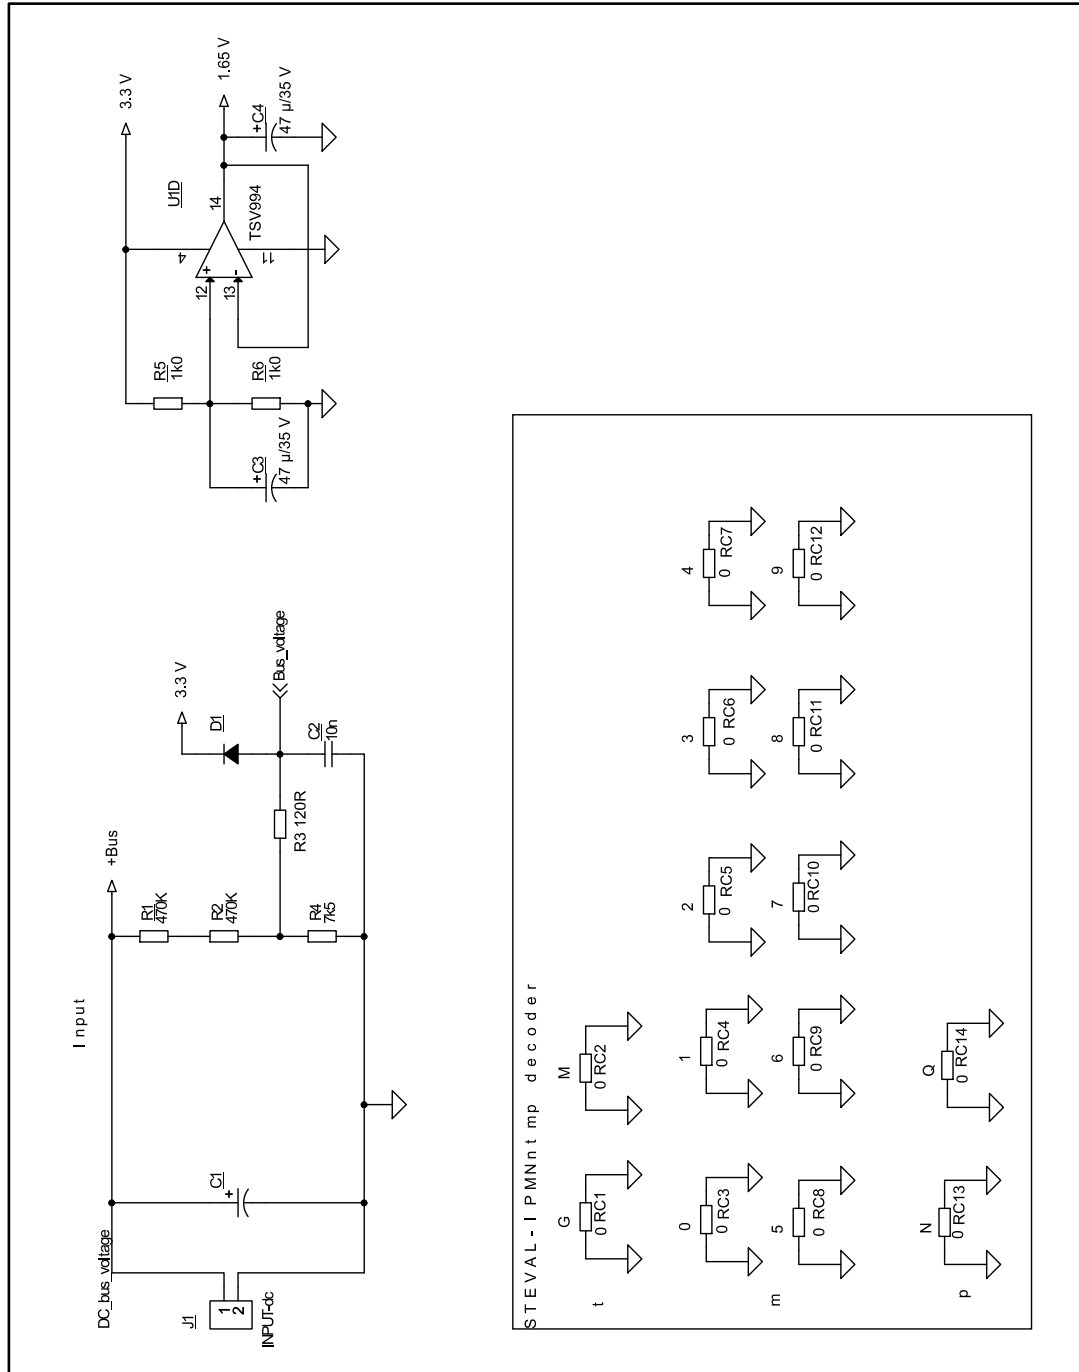 Input
J1
INPUT-dc
1
2
DC_bus_voltage
+
C1
+Bus
R1
470K
R2
470K
R4
7k5
R3 120R
3.3 V
D1
C2
10n
Bus_voltage
+C3
47 µ/35 V
R5
1k0
R6
1k0
3.3 V
12
13
+
-
4
11
14
U1D
TSV994
1.65 V
+C4
47 µ/35 V
STEVAL-IPMNntmp decoder
t
G
0 RC1
M
0 RC2
m
0
0 RC3
1
0 RC4
2
0 RC5
3
0 RC6
4
0 RC7
5
0 RC8
6
0 RC9
7
0 RC10
8
0 RC11
9
0 RC12
p
N
0 RC13
Q
0 RC14